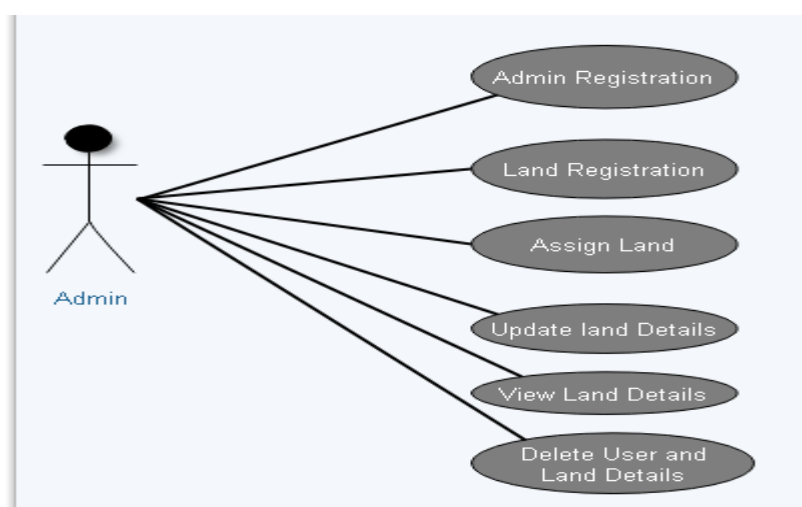 Admin Registration
Land Registration
Assign Land
Admin
Update land Details
View Land Details
Delete User and
Land Details